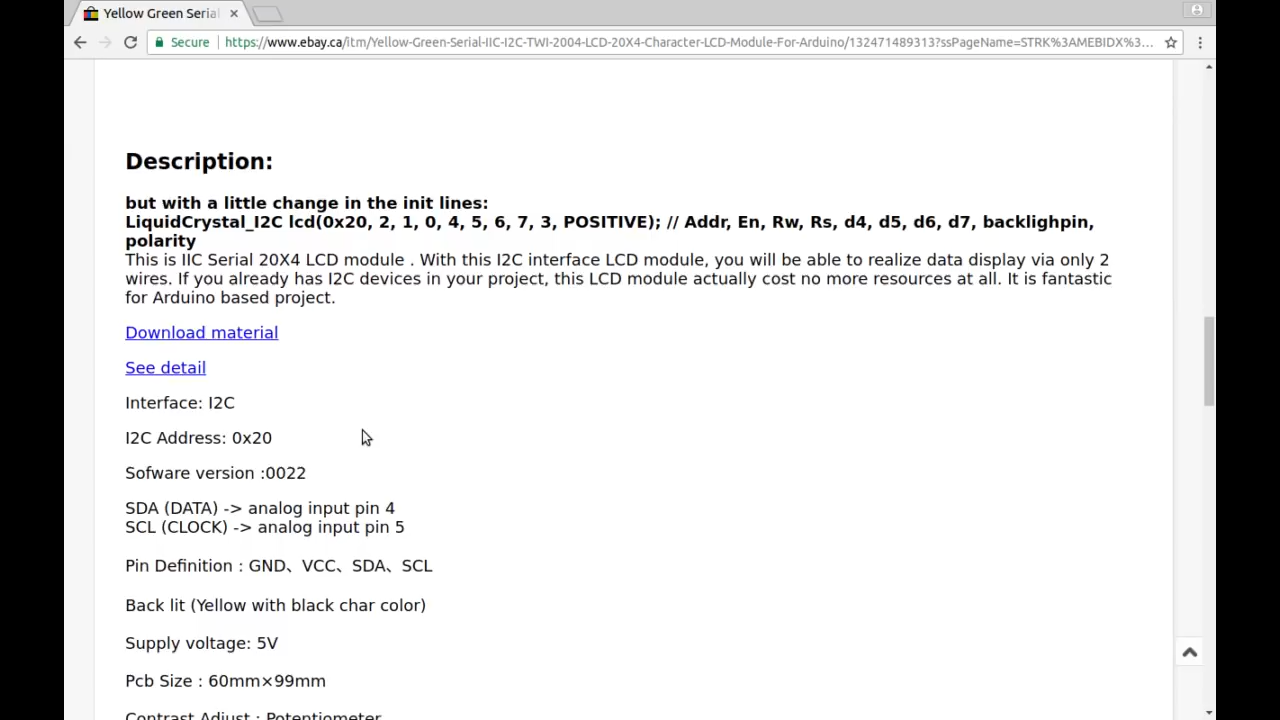 Yellow Green Seria
Secure
https://www.ebay.ca/itm/Yellow-Green-Serial-IIC-I2C-TWI-2004-LCD-20X4-Character-LCD-Module-For-Arduino/132471489313?ssPageName=STRK%3AMEBIDX%3...
Description:
but with a little change in the init lines:
LiquidCrystal_I2C lcd(0x20, 2, 1, 0, 4, 5, 6, 7, 3, POSITIVE); // Addr, En, Rw, Rs, d4, d5, d6, d7, backlighpin,
polarity
This is IIC Serial 20X4 LCD module . With this I2C interface LCD module, you will be able to realize data display via only 2
wires. If you already has I2C devices in your project, this LCD module actually cost no more resources at all. It is fantastic
for Arduino based project.
Download material
See detail
Interface: I2C
I2C Address: 0x20
Sofware version :0022
SDA (DATA) -> analog input pin 4
SCL (CLOCK) -> analog input pin 5
Pin Definition : GND、VCC、SDA、SCL
Back lit (Yellow with black char color)
Supply voltage: 5V
Pcb Size : 60mm×99mm
Contrast Adjust : Potentiometer